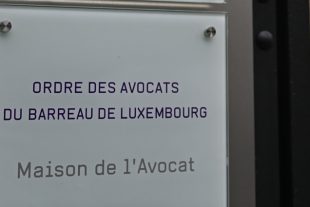 ORDRE DES AVOCATS
DU BARREAU DE LUXEMBOURG
Maison de l'Avocat